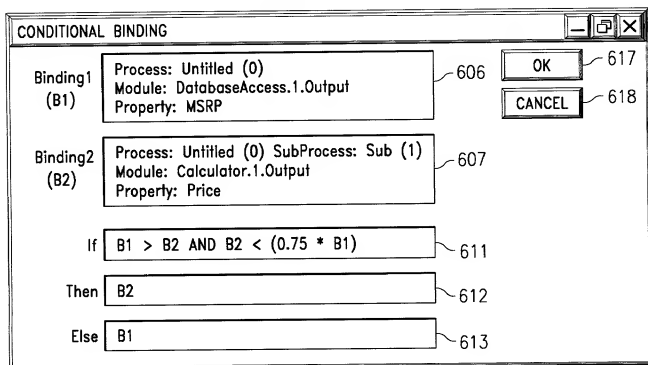 CONDITIONAL BINDING
Binding1
(B1)
Process: Untitled (0)
Module: DatabaseAccess.1.Output
Property: MSRP
606
OK
617
CANCEL
618
Binding2
(B2)
Process: Untitled (0) SubProcess: Sub (1)
Module: Calculator.1.Output
Property: Price
607
If
B1 > B2 AND B2 < (0.75 * B1)
611
Then
B2
612
Else
B1
613